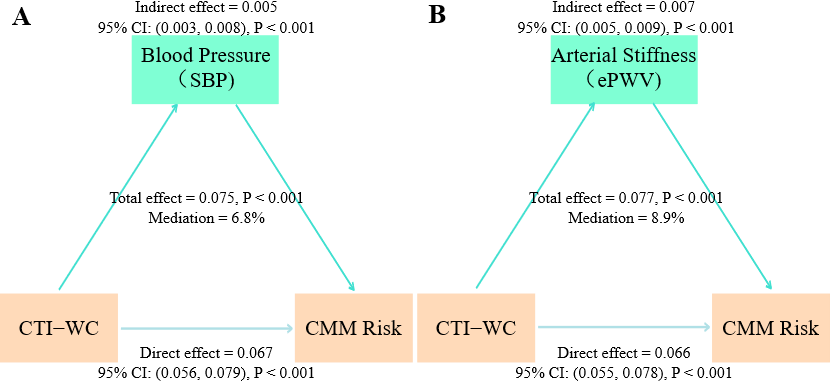 A
Indirect effect = 0.005
95% CI: (0.003, 0.008), P < 0.001
Blood Pressure
（SBP)
Total effect = 0.075, P < 0.001
Mediation = 6.8%
CTI−WC
CMM Risk
Direct effect = 0.067
95% CI: (0.056, 0.079), P < 0.001
B
Indirect effect = 0.007
95% CI: (0.005, 0.009), P < 0.001
Arterial Stiffness
（ePWV)
Total effect = 0.077, P < 0.001
Mediation = 8.9%
CTI−WC
CMM Risk
Direct effect = 0.066
95% CI: (0.055, 0.078), P < 0.001